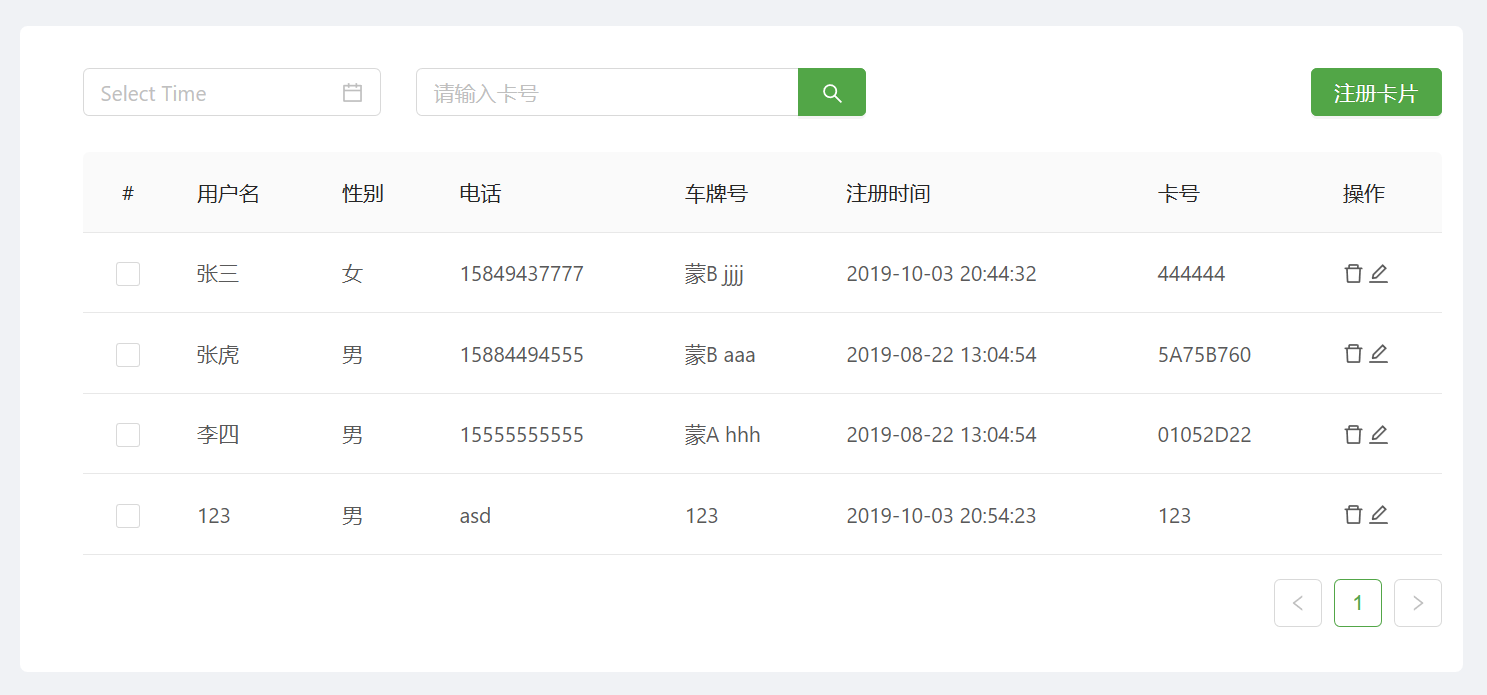 Select Time 请输入卡号 注册卡片
# 用户名 性别 电话 车牌号 注册时间 卡号 操作
张三 女 15849437777 蒙B jjjj 2019-10-03 20:44:32 444444
张虎 男 15884494555 蒙B aaa 2019-08-22 13:04:54 5A75B760
李四 男 15555555555 蒙A hhh 2019-08-22 13:04:54 01052D22
123 男 asd 123 2019-10-03 20:54:23 123
1